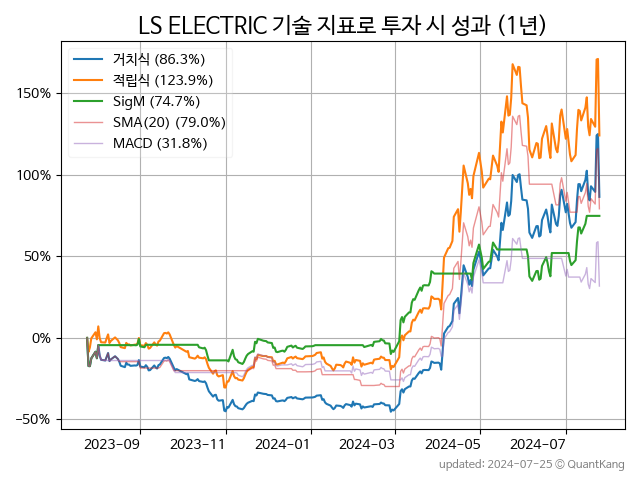 LS ELECTRIC 기술 지표로 투자 시 성과 (1년)
거치식 (86.3%)
적립식 (123.9%)
SigM (74.7%)
SMA(20) (79.0%)
MACD (31.8%)
150%
100%
50%
0%
−50%
2023-09 2023-11 2024-01 2024-03 2024-05 2024-07
updated: 2024-07-25 © QuantKang